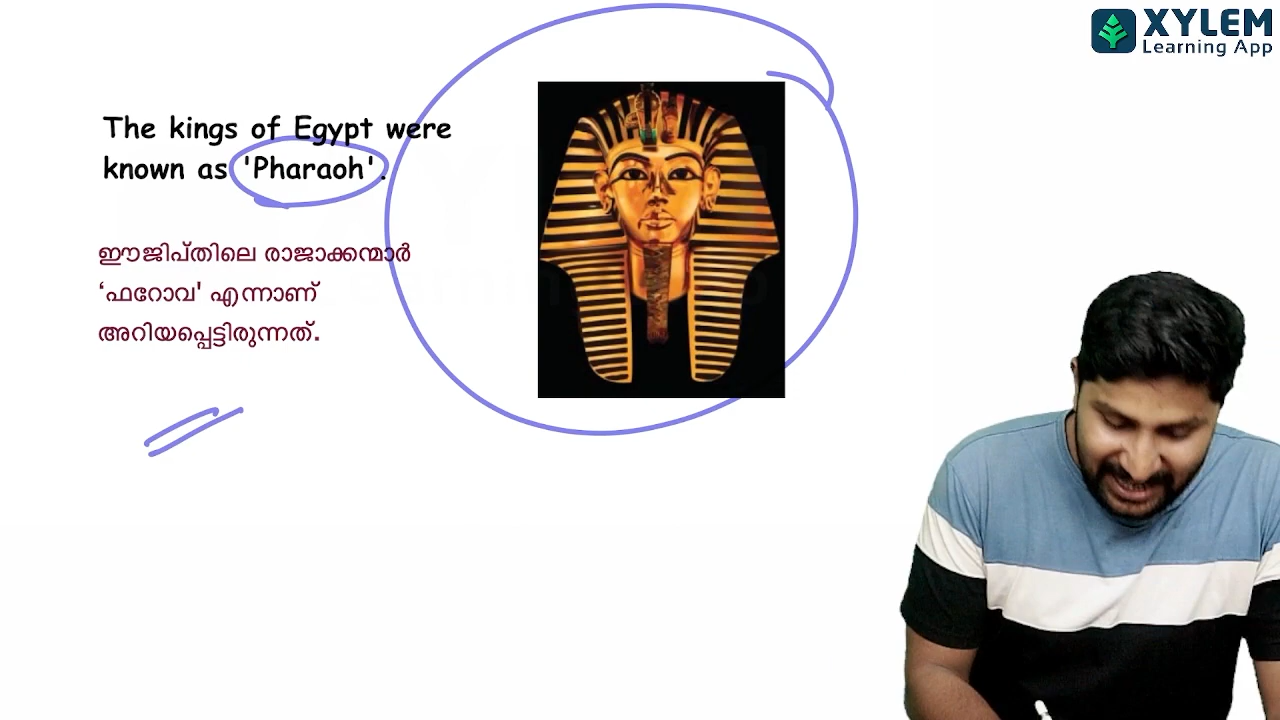 XYLEM
Learning App
The kings of Egypt were
known as 'Pharaoh'.
ഈജിപ്തിലെ രാജാക്കന്മാർ
‘ഫറോവ' എന്നാണ്
അറിയപ്പെട്ടിരുന്നത്.